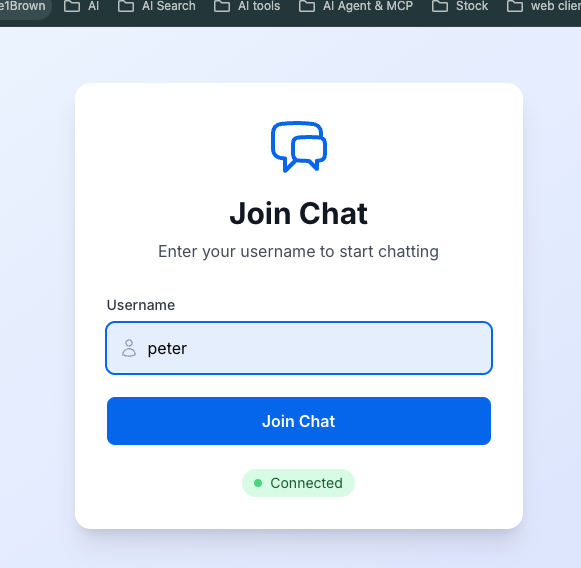 e1Brown AI AI Search AI tools AI Agent & MCP Stock web clien
Join Chat
Enter your username to start chatting
Username
peter
Join Chat
Connected